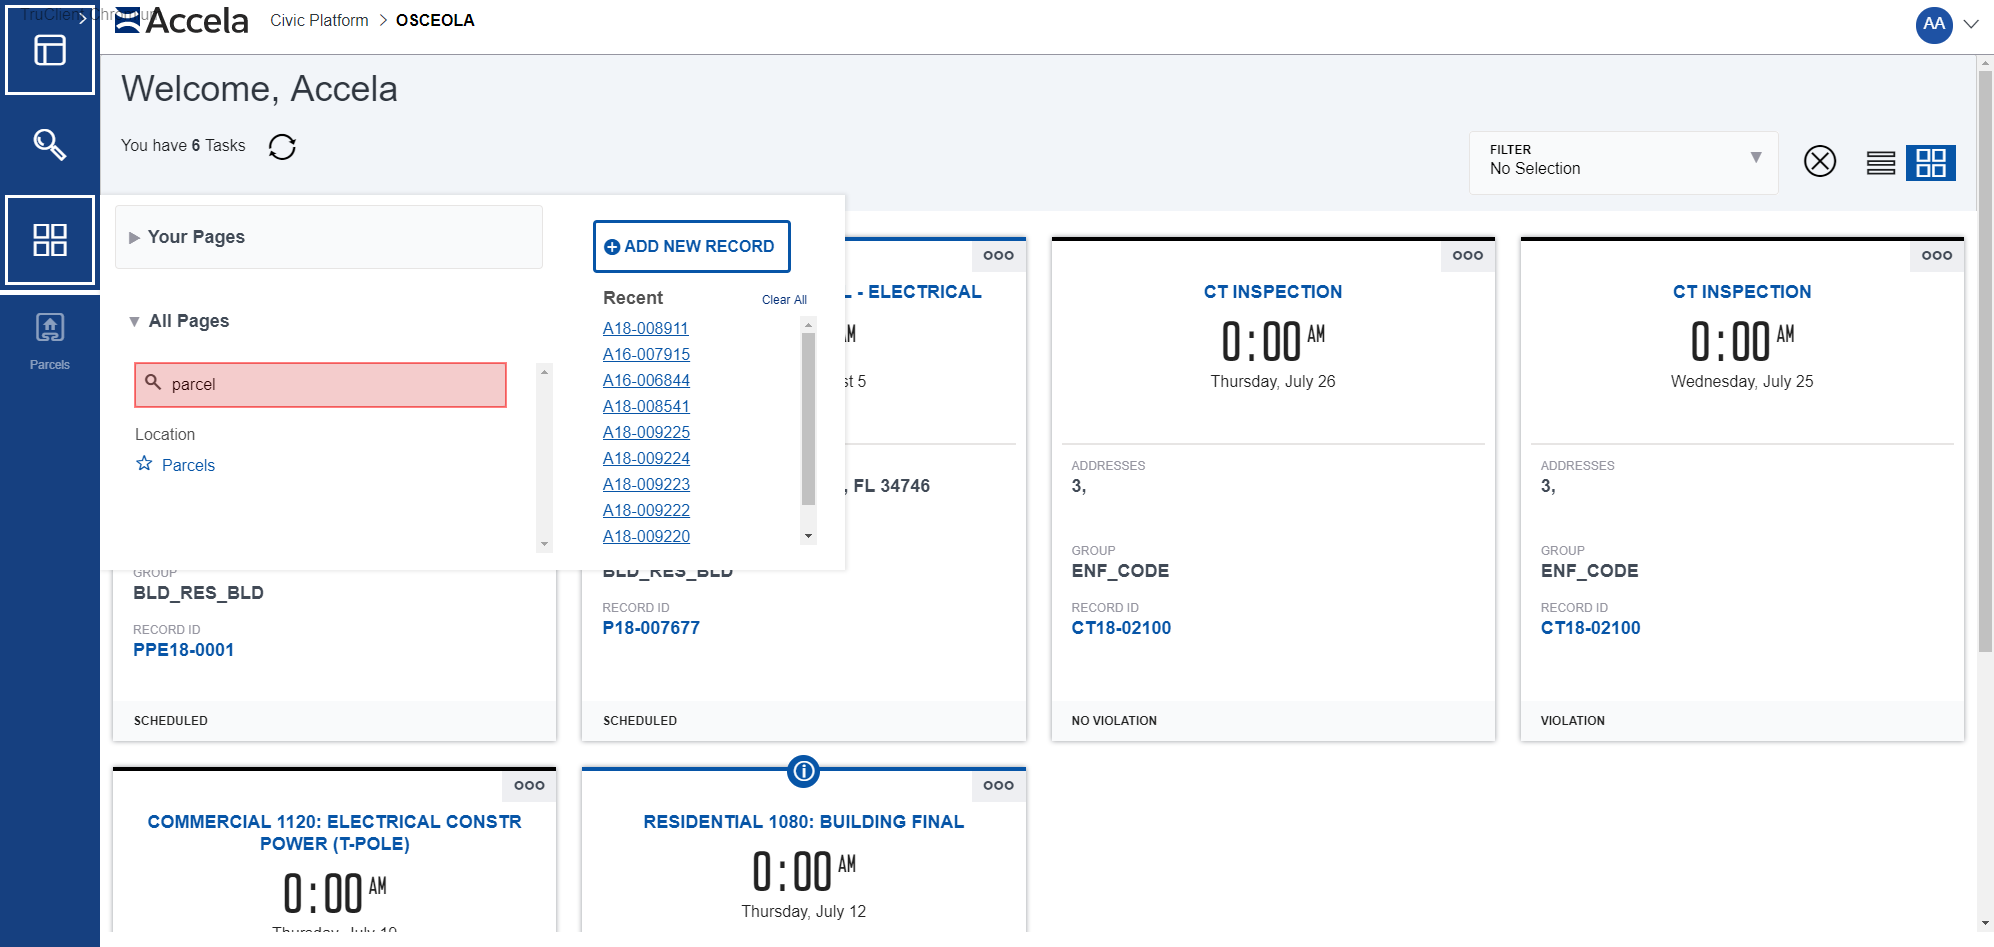 TruClient Chromium
Accela
Civic Platform > OSCEOLA
AA
Welcome, Accela
You have 6 Tasks
FILTER
No Selection
Parcels
Your Pages
ADD NEW RECORD
All Pages
parcel
Location
Parcels
Recent
Clear All
A18-008911
A16-007915
A16-006844
A18-008541
A18-009225
A18-009224
A18-009223
A18-009222
A18-009220
GROUP
BLD_RES_BLD
RECORD ID
PPE18-0001
SCHEDULED
L - ELECTRICAL
AM
st 5
, FL 34746
BLD_RES_BLD
RECORD ID
P18-007677
SCHEDULED
CT INSPECTION
0:00 AM
Thursday, July 26
ADDRESSES
3,
GROUP
ENF_CODE
RECORD ID
CT18-02100
NO VIOLATION
CT INSPECTION
0:00 AM
Wednesday, July 25
ADDRESSES
3,
GROUP
ENF_CODE
RECORD ID
CT18-02100
VIOLATION
COMMERCIAL 1120: ELECTRICAL CONSTR
POWER (T-POLE)
0:00 AM
Thursday, July
RESIDENTIAL 1080: BUILDING FINAL
0:00 AM
Thursday, July 12